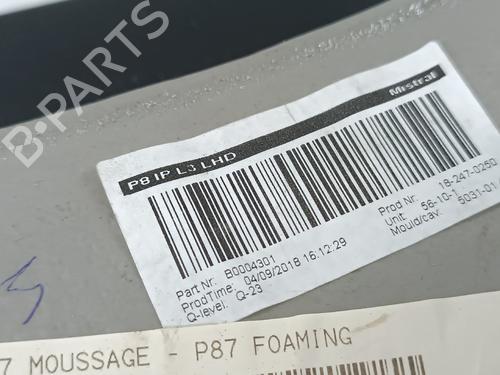 B-PARTS
P8 IP L3 LHD Mistral
Part Nr: B0004301 Prod Nr: 18-247-0250
ProdTime: 04/09/2018 16:12:29 Unit: 56-10-1
Q-level: Q-23 Mould/cav: 5031-01
7 MOUSSAGE - P87 FOAMING